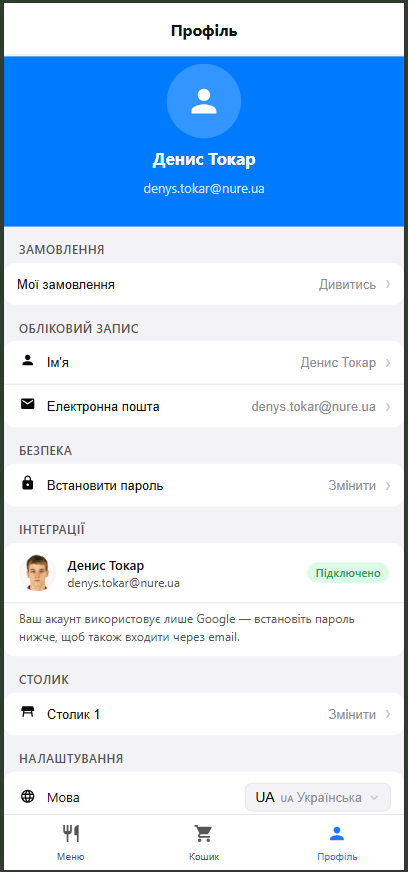 Профіль
Денис Токар
denys.tokar@nure.ua
ЗАМОВЛЕННЯ
Мої замовлення Дивитись
ОБЛІКОВИЙ ЗАПИС
Ім'я Денис Токар
Електронна пошта denys.tokar@nure.ua
БЕЗПЕКА
Встановити пароль Змінити
ІНТЕГРАЦІЇ
Денис Токар
denys.tokar@nure.ua
Підключено
Ваш акаунт використовує лише Google — встановіть пароль
нижче, щоб також входити через email.
СТОЛИК
Столик 1 Змінити
НАЛАШТУВАННЯ
Мова UA UA Українська
Меню Кошик Профіль